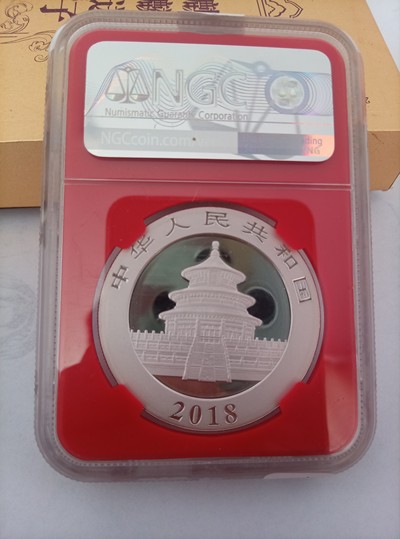 NGC
Numismatic Guaranty Corporation
NGCcoin.com
中华人民共和国
2018